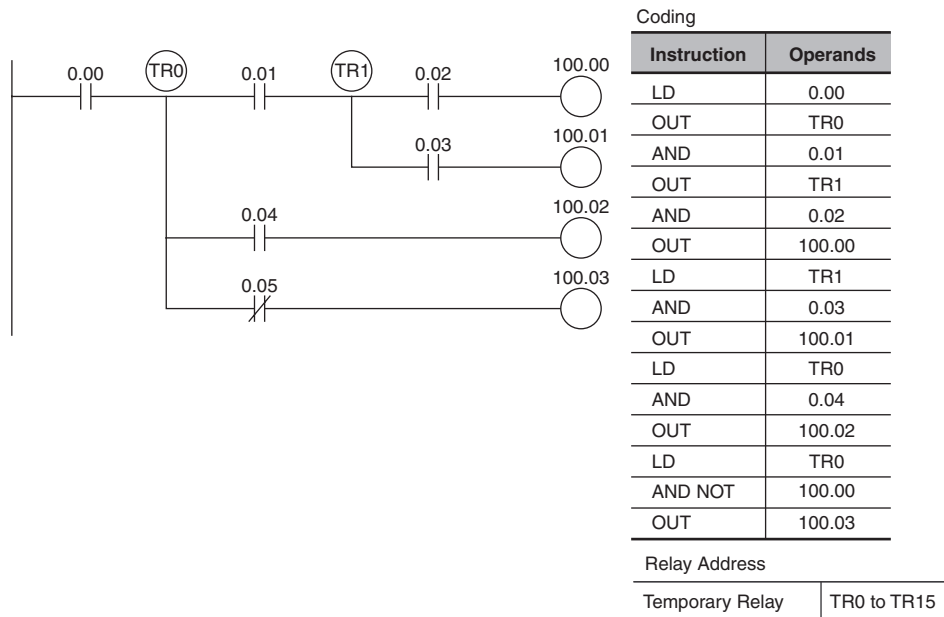 0.00 TR0 0.01 TR1 0.02 100.00
0.03 100.01
0.04 100.02
0.05 100.03
Coding
Instruction Operands
LD 0.00
OUT TR0
AND 0.01
OUT TR1
AND 0.02
OUT 100.00
LD TR1
AND 0.03
OUT 100.01
LD TR0
AND 0.04
OUT 100.02
LD TR0
AND NOT 100.00
OUT 100.03
Relay Address
Temporary Relay TR0 to TR15